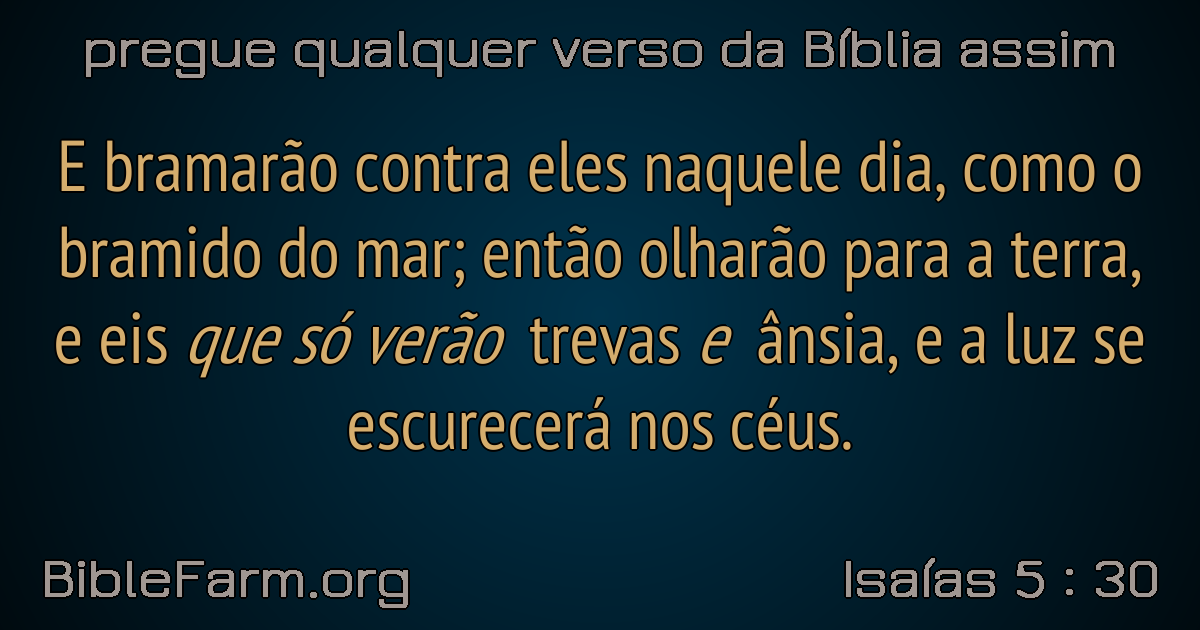 pregue qualquer verso da Bíblia assim
E bramarão contra eles naquele dia, como o
bramido do mar; então olharão para a terra,
e eis que só verão trevas e ânsia, e a luz se
escurecerá nos céus.
BibleFarm.org
Isaías 5 : 30